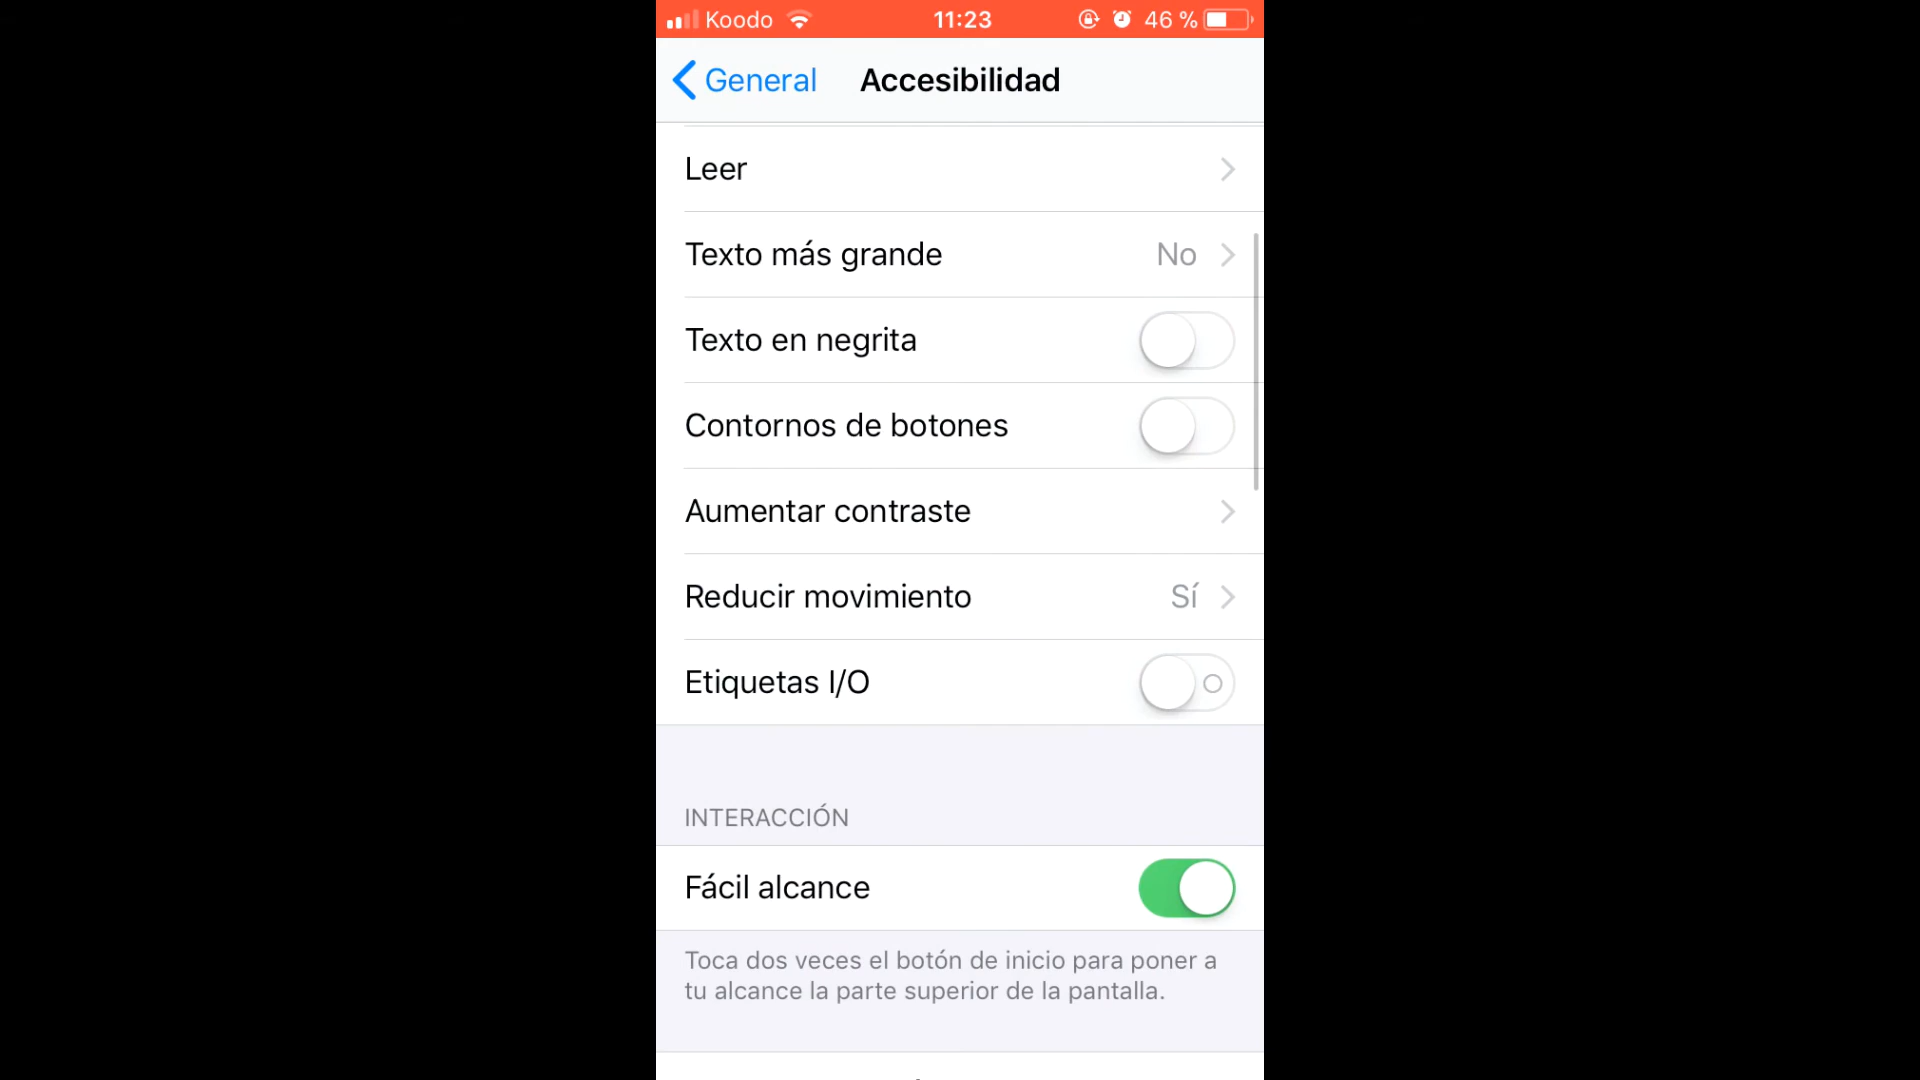 Koodo 11:23 46 %
General Accesibilidad
Leer
Texto más grande No
Texto en negrita
Contornos de botones
Aumentar contraste
Reducir movimiento Sí
Etiquetas I/O
INTERACCIÓN
Fácil alcance
Toca dos veces el botón de inicio para poner a
tu alcance la parte superior de la pantalla.